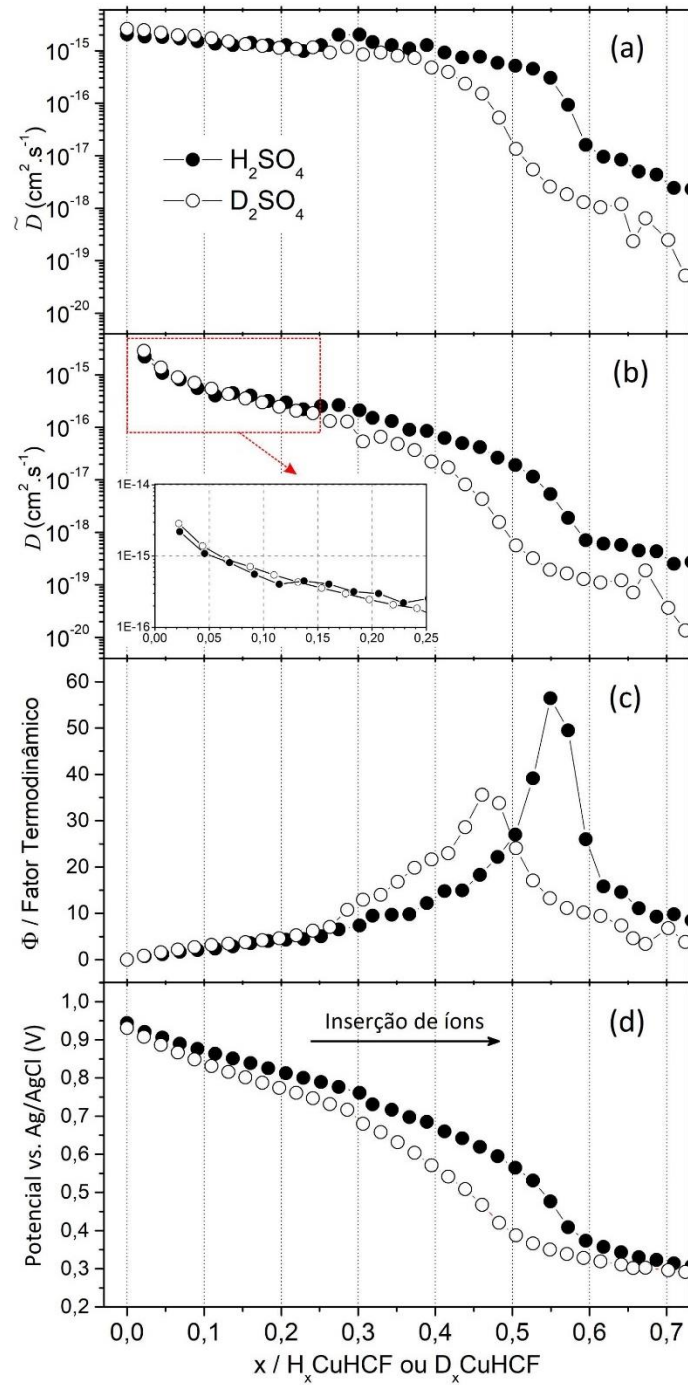 (a)
10⁻¹⁵
10⁻¹⁶
10⁻¹⁷
10⁻¹⁸
10⁻¹⁹
10⁻²⁰
D̃ (cm².s⁻¹)
H₂SO₄
D₂SO₄
(b)
10⁻¹⁵
10⁻¹⁶
10⁻¹⁷
10⁻¹⁸
10⁻¹⁹
10⁻²⁰
D (cm².s⁻¹)
1E-14
1E-15
1E-16
0,00 0,05 0,10 0,15 0,20 0,25
(c)
60
50
40
30
20
10
0
Φ / Fator Termodinâmico
(d)
Inserção de íons
1,0
0,9
0,8
0,7
0,6
0,5
0,4
0,3
0,2
Potencial vs. Ag/AgCl (V)
0,0 0,1 0,2 0,3 0,4 0,5 0,6 0,7
x / HₓCuHCF ou DₓCuHCF